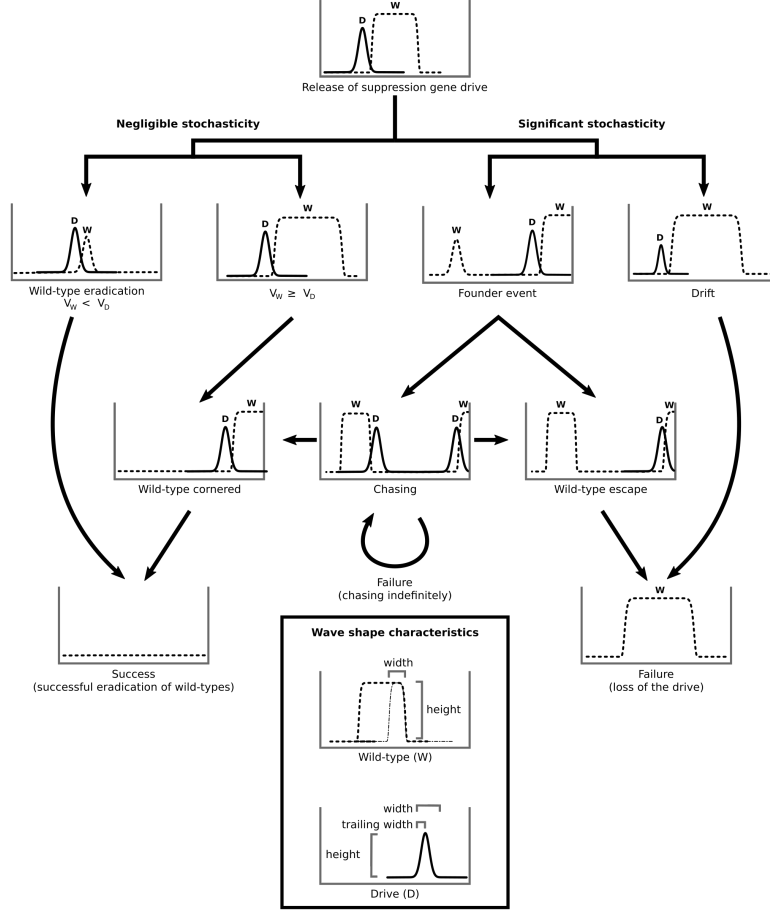 D W
Release of suppression gene drive
Negligible stochasticity
Significant stochasticity
D W
D W
W D W
D W
Wild-type eradication
V_W < V_D
V_W ≥ V_D
Founder event
Drift
D W
W D D W
W D W
Wild-type cornered
Chasing
Wild-type escape
Failure
(chasing indefinitely)
W
Success
(successful eradication of wild-types)
Failure
(loss of the drive)
Wave shape characteristics
width
height
Wild-type (W)
width
trailing width
height
Drive (D)